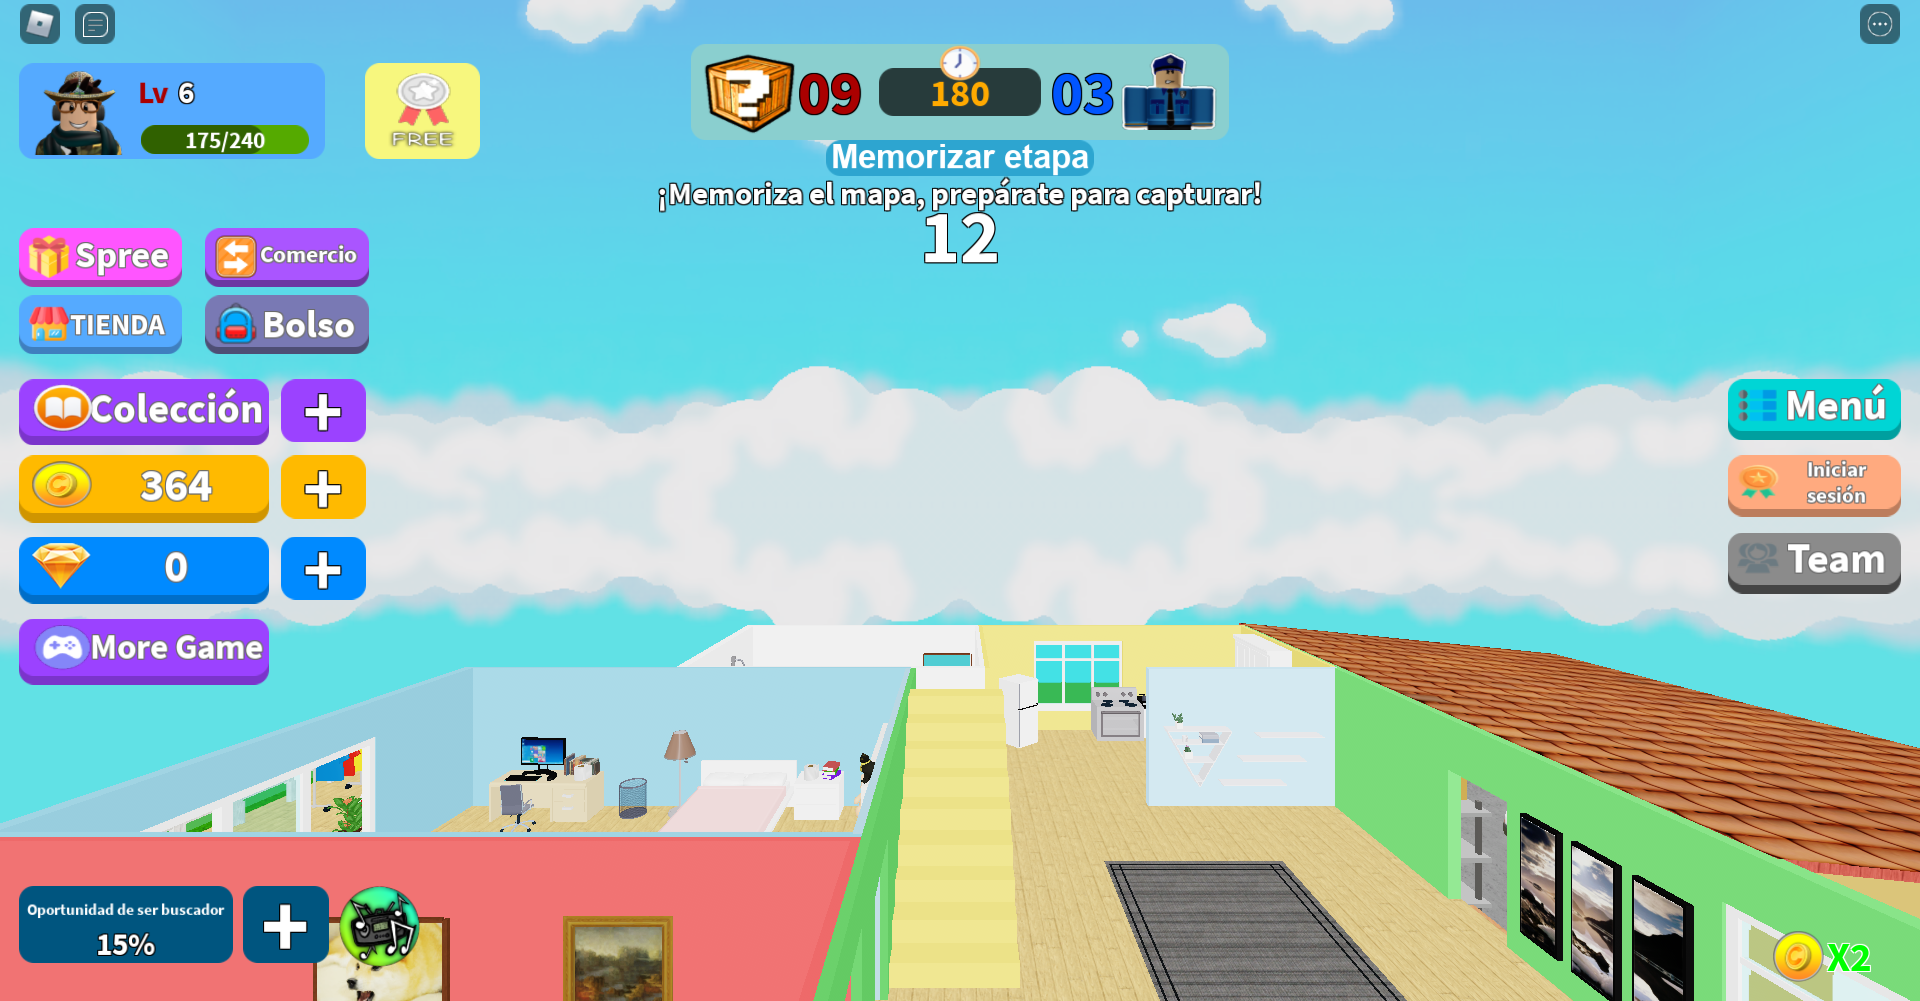 Lv 6
175/240
FREE
09
180
03
Memorizar etapa
¡Memoriza el mapa, prepárate para capturar!
12
Spree
Comercio
TIENDA
Bolso
Colección
+
364
+
0
+
More Game
Menú
Iniciar
sesión
Team
Oportunidad de ser buscador
15%
+
X2